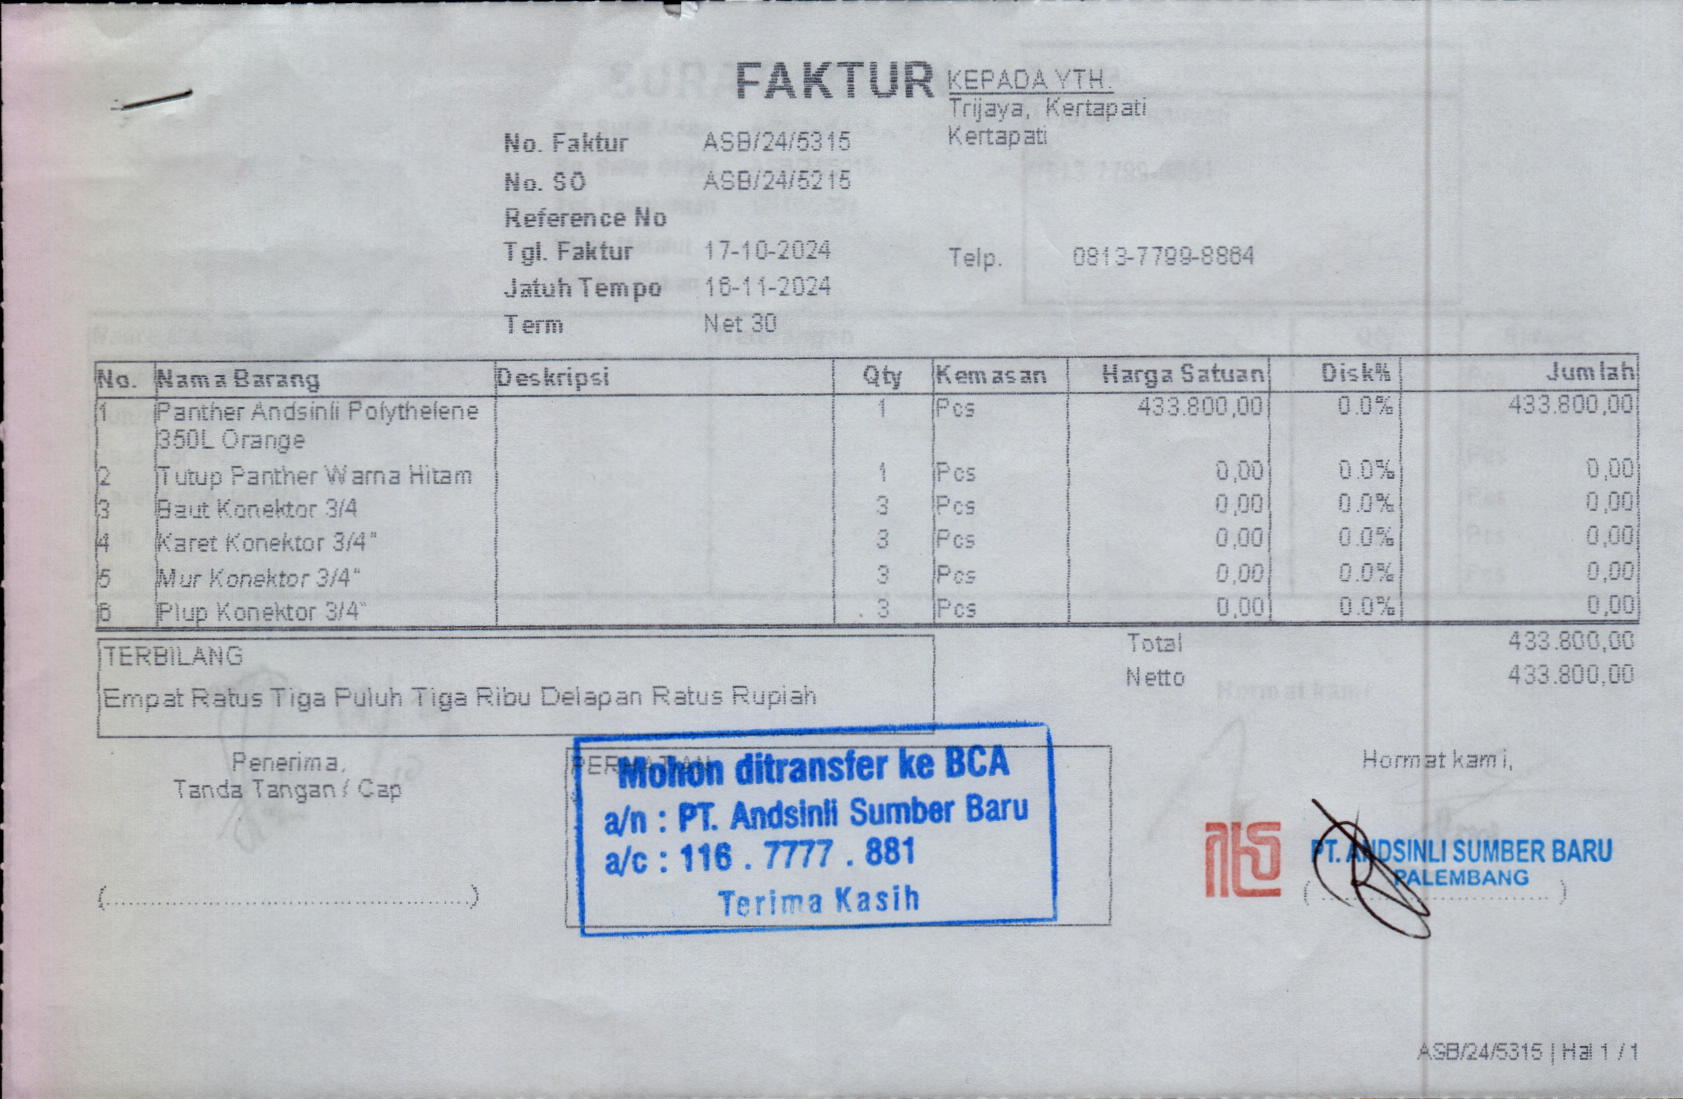 FAKTUR
KEPADA YTH.
Trijaya, Kertapati
Kertapati
No. Faktur ASB/24/5315
No. SO ASB/24/5215
Reference No
Tgl. Faktur 17-10-2024
Telp. 0813-7799-8864
Jatuh Tempo 16-11-2024
Term Net 30
No. Nama Barang Deskripsi Qty Kemasan Harga Satuan Disk% Jumlah
1 Panther Andsinli Polythelene 1 Pcs 433.800,00 0.0% 433.800,00
350L Orange
2 Tutup Panther Warna Hitam 1 Pcs 0,00 0.0% 0,00
3 Baut Konektor 3/4 3 Pcs 0,00 0.0% 0,00
4 Karet Konektor 3/4" 3 Pcs 0,00 0.0% 0,00
5 Mur Konektor 3/4" 3 Pcs 0,00 0.0% 0,00
6 Plup Konektor 3/4" 3 Pcs 0,00 0.0% 0,00
Total 433.800,00
Netto 433.800,00
TERBILANG
Empat Ratus Tiga Puluh Tiga Ribu Delapan Ratus Rupiah
Penerima,
Tanda Tangan / Cap
(............................................)
Mohon ditransfer ke BCA
a/n : PT. Andsinli Sumber Baru
a/c : 116 . 7777 . 881
Terima Kasih
Hormat kami,
PT. ANDSINLI SUMBER BARU
PALEMBANG
ASB/24/5315 | Hal 1 / 1